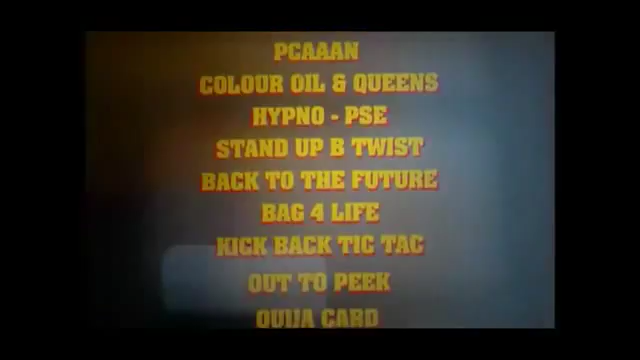 PCAAAN
COLOUR OIL & QUEENS
HYPNO - PSE
STAND UP B TWIST
BACK TO THE FUTURE
BAG 4 LIFE
KICK BACK TIC TAC
OUT TO PEEK
OUIJA CARD